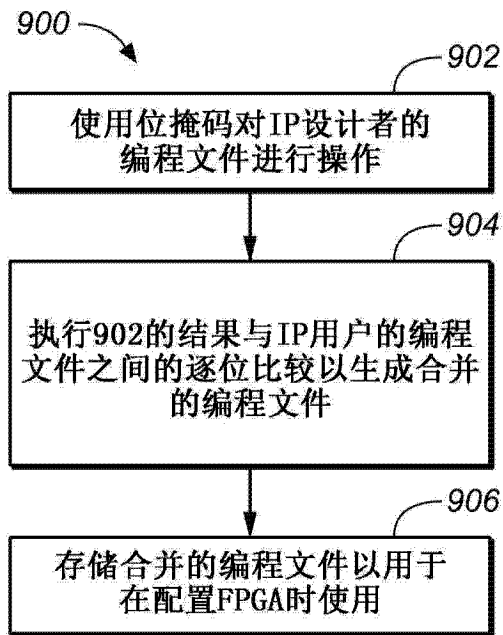 900
902
使用位掩码对IP设计者的
编程文件进行操作
904
执行902的结果与IP用户的编程
文件之间的逐位比较以生成合并
的编程文件
906
存储合并的编程文件以用于
在配置FPGA时使用